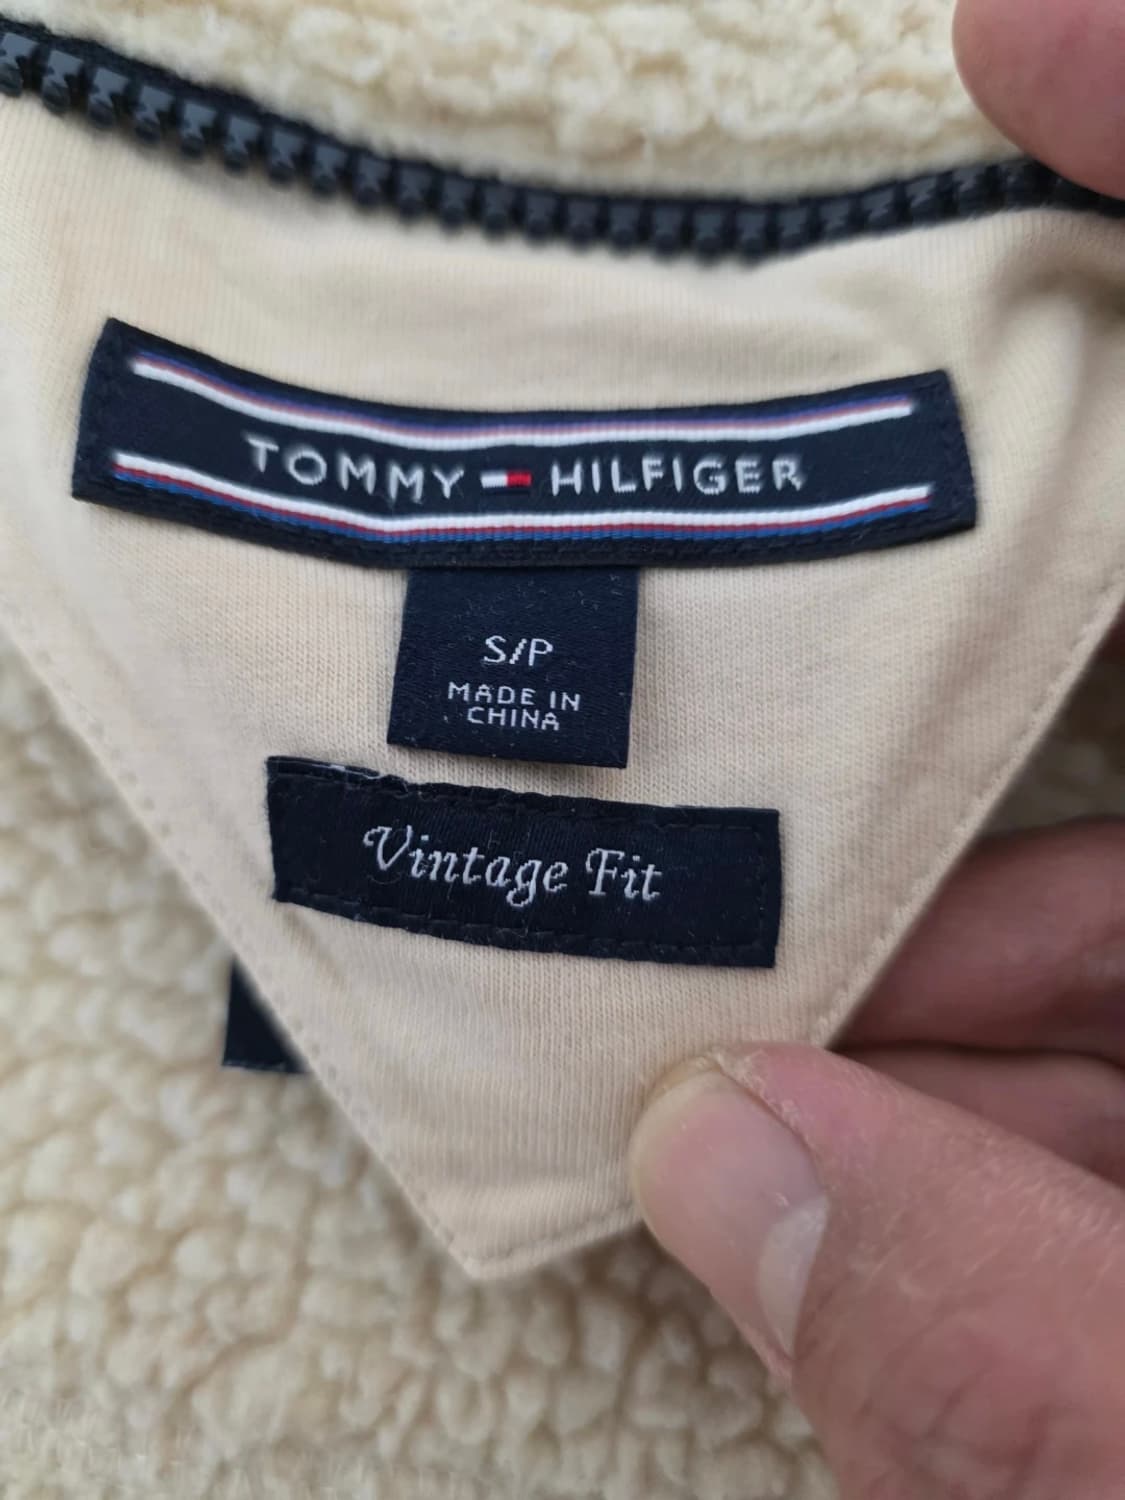 TOMMY HILFIGER
S/P
MADE IN
CHINA
Vintage Fit